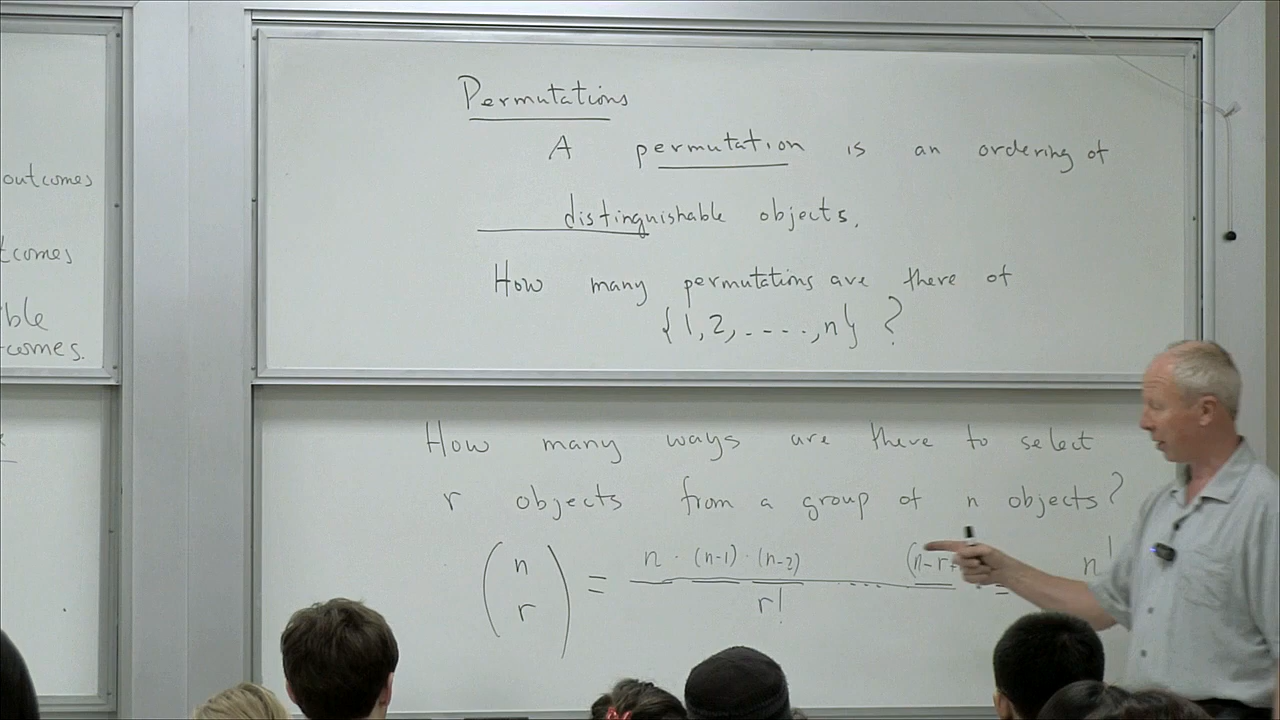 outcomes
tcomes
ble
comes.
Permutations
A permutation is an ordering of
distinguishable objects.
How many permutations are there of
{1, 2, - - - -, n} ?
How many ways are there to select
r objects from a group of n objects?
( n r ) = n · (n-1) · (n-2) ..... (n-r+ = n!
r!